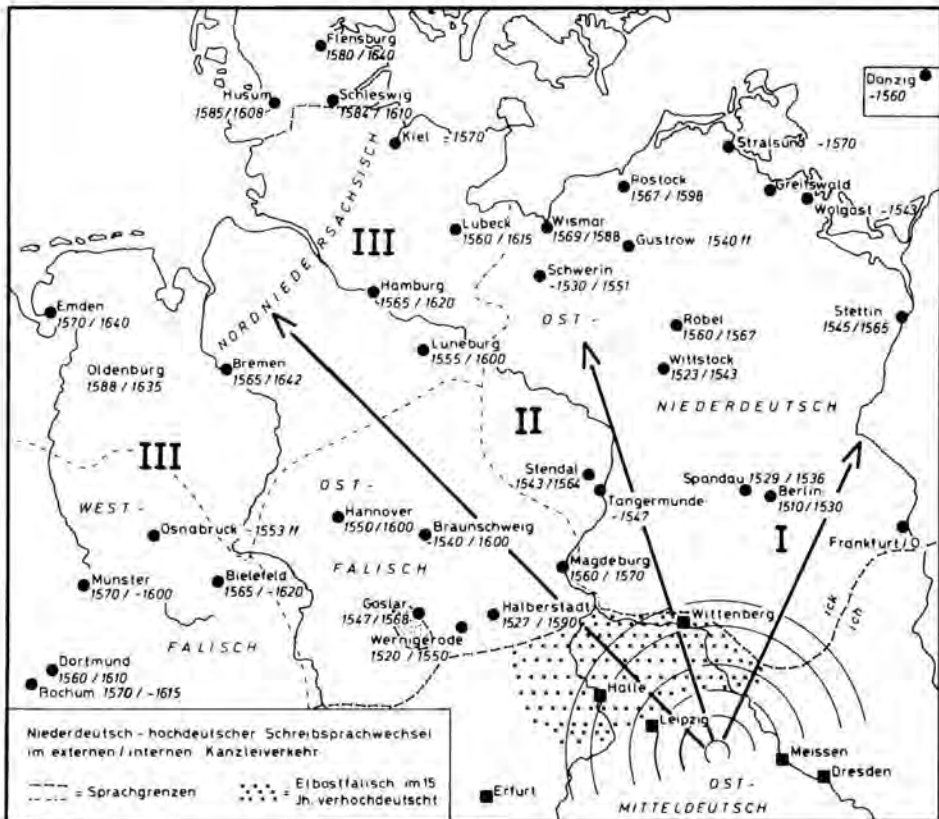 Flensburg
1580/1640
Danzig
-1560
Husum
1585/1608
Schleswig
1584/1610
Kiel -1570
Stralsund -1570
Rostock
1567/1598
Greifswald
Wolgast -1543
Lubeck
1560/1615
Wismar
1569/1588
Gustrow 1540ff
NORDNIEDERSÄCHSISCH
III
Schwerin
-1530/1551
Hamburg
-1565/1620
Emden
1570/1640
OST-
Robel
1560/1567
Stettin
1545/1565
Luneburg
1555/1600
Wittstock
1523/1543
Bremen
1565/1642
Oldenburg
1588/1635
NIEDERDEUTSCH
II
III
Stendal
-1543/1564
Tangermunde
-1547
Spandau 1529/1536
Berlin
1510/1530
WEST-
OST-
Hannover
1550/1600
Braunschweig
-1540/1600
Osnabruck -1553ff
I
Frankfurt/O
FÄLISCH
Magdeburg
1560/1570
Munster
1570/-1600
Bielefeld
1565/-1620
ick
ich
Goslar
1547/1568
Halberstadt
1527/1590
Wittenberg
Wernigerode
1520/1550
FALISCH
Dortmund
1560/1610
Bochum 1570/-1615
Halle
Leipzig
Meissen
Dresden
Erfurt
OST-
MITTELDEUTSCH
Niederdeutsch-hochdeutscher Schreibsprachwechsel
im externen/internen Kanzleiverkehr
= Sprachgrenzen
= Elbostfalisch im 15
Jh. verhochdeutscht